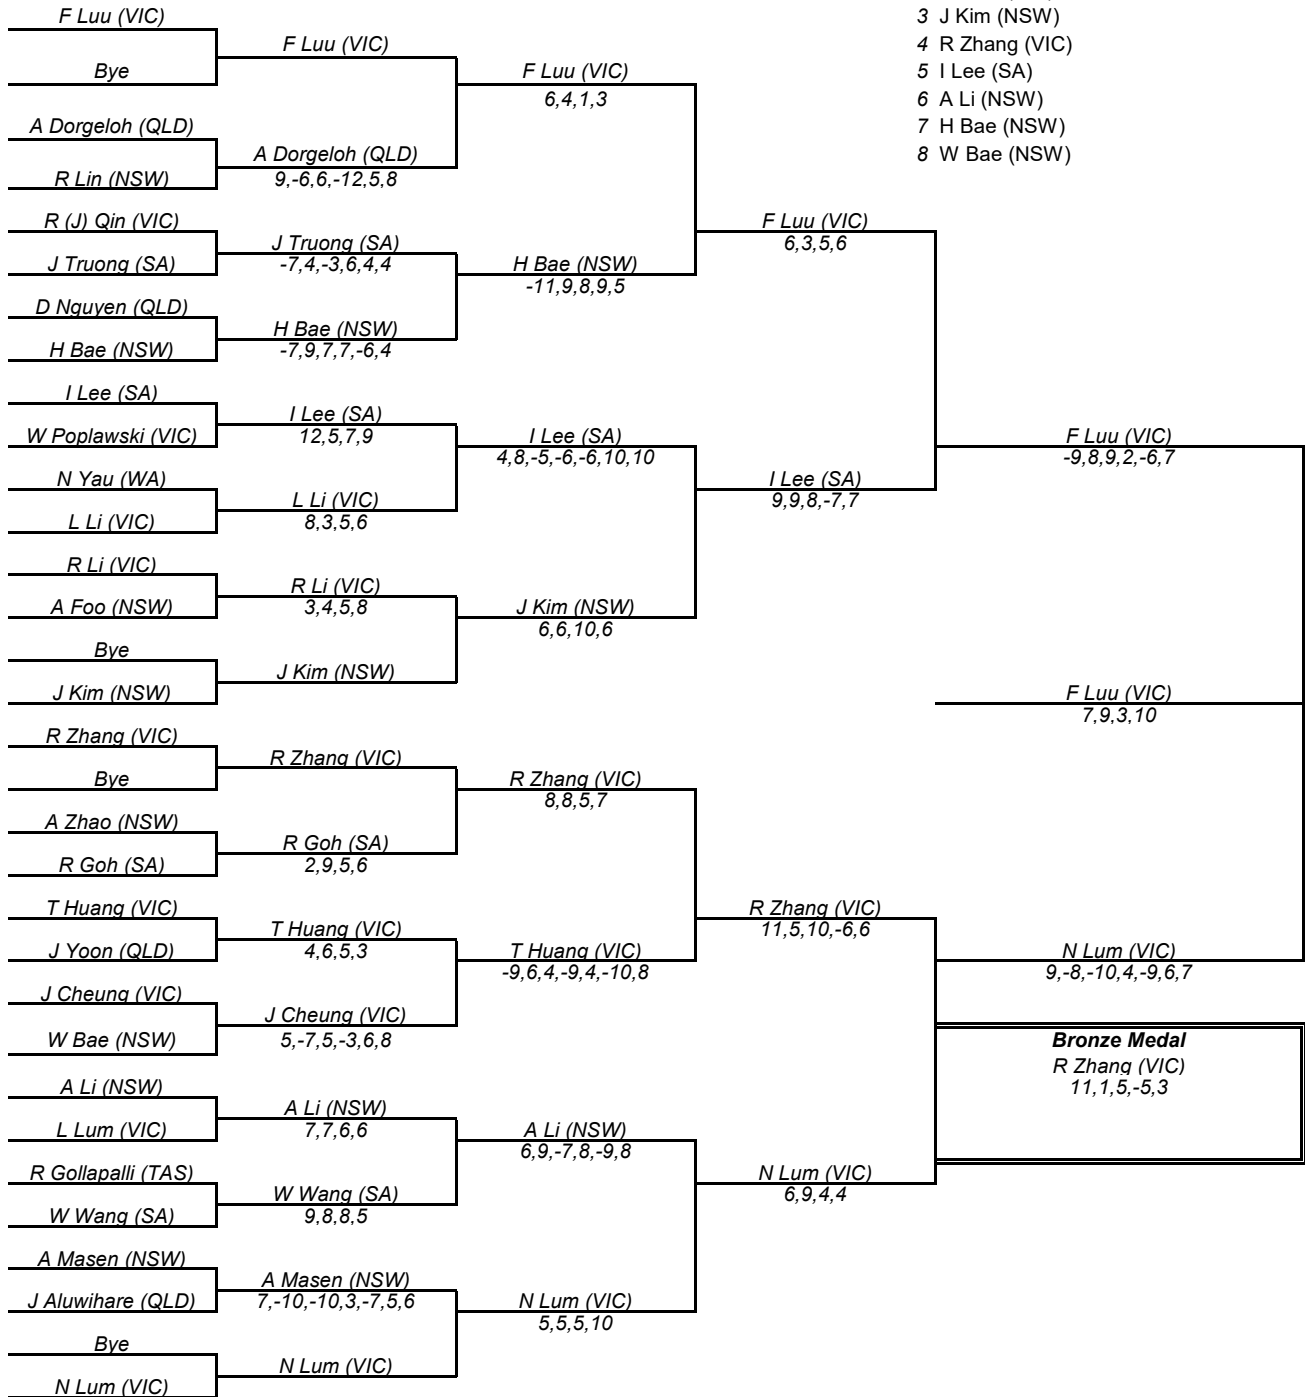 F Luu (VIC)
Bye
A Dorgeloh (QLD)
R Lin (NSW)
R (J) Qin (VIC)
J Truong (SA)
D Nguyen (QLD)
H Bae (NSW)
I Lee (SA)
W Poplawski (VIC)
N Yau (WA)
L Li (VIC)
R Li (VIC)
A Foo (NSW)
Bye
J Kim (NSW)
R Zhang (VIC)
Bye
A Zhao (NSW)
R Goh (SA)
T Huang (VIC)
J Yoon (QLD)
J Cheung (VIC)
W Bae (NSW)
A Li (NSW)
L Lum (VIC)
R Gollapalli (TAS)
W Wang (SA)
A Masen (NSW)
J Aluwihare (QLD)
Bye
N Lum (VIC)
F Luu (VIC)
A Dorgeloh (QLD)
9,-6,6,-12,5,8
J Truong (SA)
-7,4,-3,6,4,4
H Bae (NSW)
-7,9,7,7,-6,4
I Lee (SA)
12,5,7,9
L Li (VIC)
8,3,5,6
R Li (VIC)
3,4,5,8
J Kim (NSW)
R Zhang (VIC)
R Goh (SA)
2,9,5,6
T Huang (VIC)
4,6,5,3
J Cheung (VIC)
5,-7,5,-3,6,8
A Li (NSW)
7,7,6,6
W Wang (SA)
9,8,8,5
A Masen (NSW)
7,-10,-10,3,-7,5,6
N Lum (VIC)
F Luu (VIC)
6,4,1,3
H Bae (NSW)
-11,9,8,9,5
I Lee (SA)
4,8,-5,-6,-6,10,10
J Kim (NSW)
6,6,10,6
R Zhang (VIC)
8,8,5,7
T Huang (VIC)
-9,6,4,-9,4,-10,8
A Li (NSW)
6,9,-7,8,-9,8
N Lum (VIC)
5,5,5,10
F Luu (VIC)
6,3,5,6
I Lee (SA)
9,9,8,-7,7
R Zhang (VIC)
11,5,10,-6,6
N Lum (VIC)
6,9,4,4
3 J Kim (NSW)
4 R Zhang (VIC)
5 I Lee (SA)
6 A Li (NSW)
7 H Bae (NSW)
8 W Bae (NSW)
F Luu (VIC)
-9,8,9,2,-6,7
F Luu (VIC)
7,9,3,10
N Lum (VIC)
9,-8,-10,4,-9,6,7
Bronze Medal
R Zhang (VIC)
11,1,5,-5,3